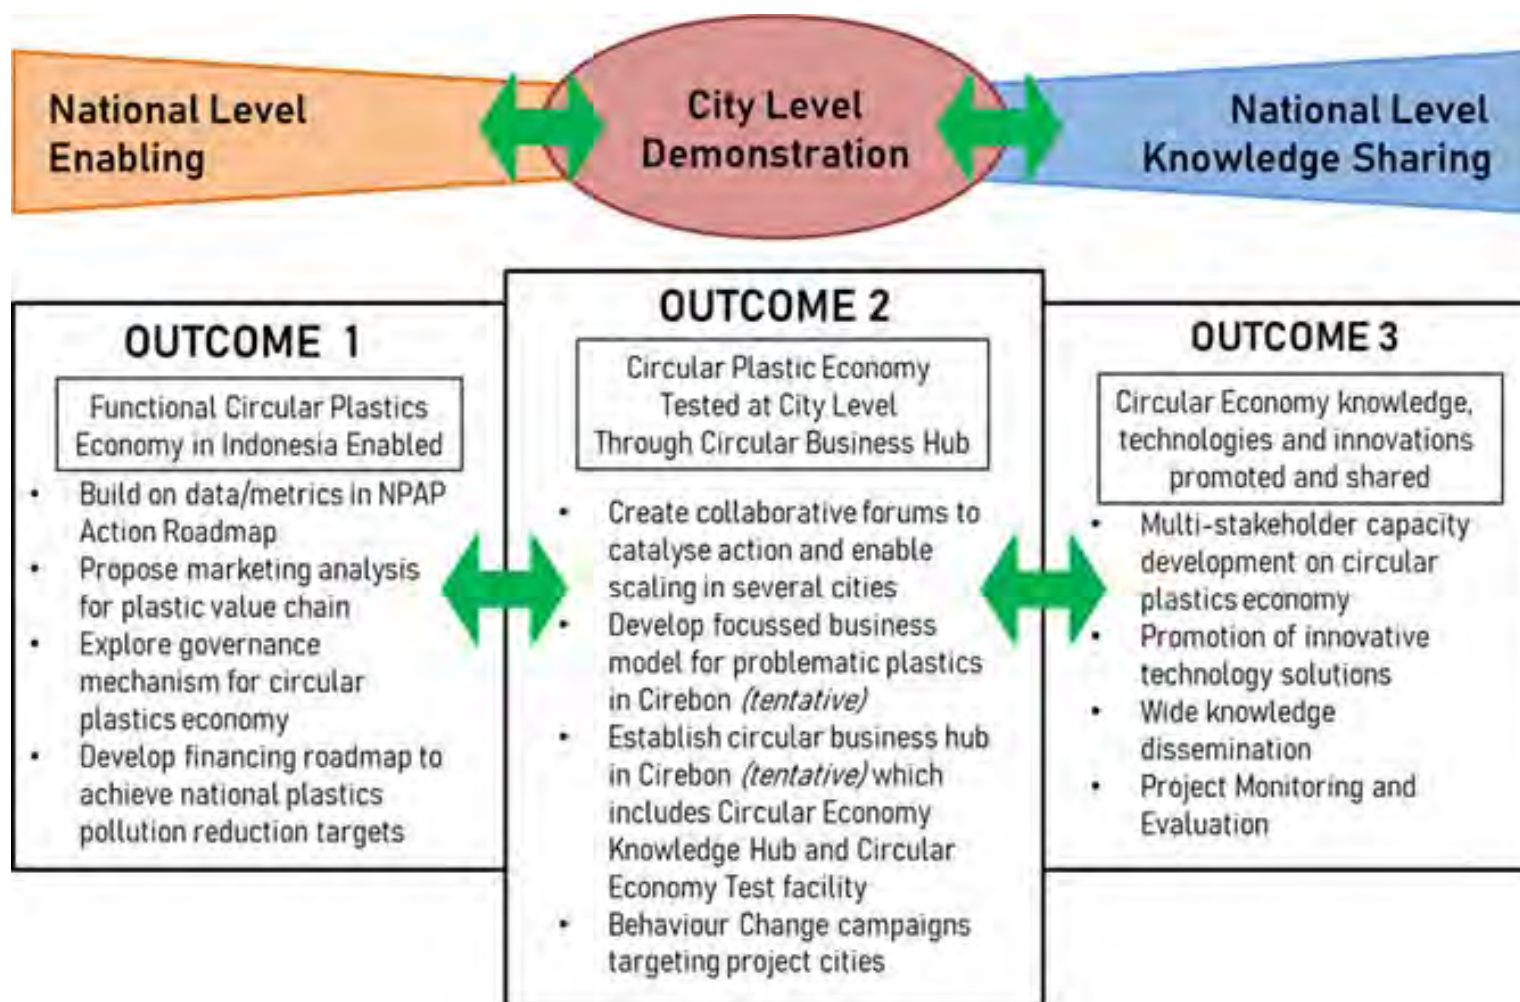 National Level
Enabling
City Level
Demonstration
National Level
Knowledge Sharing
OUTCOME 1
Functional Circular Plastics
Economy in Indonesia Enabled
• Build on data/metrics in NPAP
Action Roadmap
• Propose marketing analysis
for plastic value chain
• Explore governance
mechanism for circular
plastics economy
• Develop financing roadmap to
achieve national plastics
pollution reduction targets
OUTCOME 2
Circular Plastic Economy
Tested at City Level
Through Circular Business Hub
• Create collaborative forums to
catalyse action and enable
scaling in several cities
• Develop focussed business
model for problematic plastics
in Cirebon (tentative)
• Establish circular business hub
in Cirebon (tentative) which
includes Circular Economy
Knowledge Hub and Circular
Economy Test facility
• Behaviour Change campaigns
targeting project cities
OUTCOME 3
Circular Economy knowledge,
technologies and innovations
promoted and shared
• Multi-stakeholder capacity
development on circular
plastics economy
• Promotion of innovative
technology solutions
• Wide knowledge
dissemination
• Project Monitoring and
Evaluation